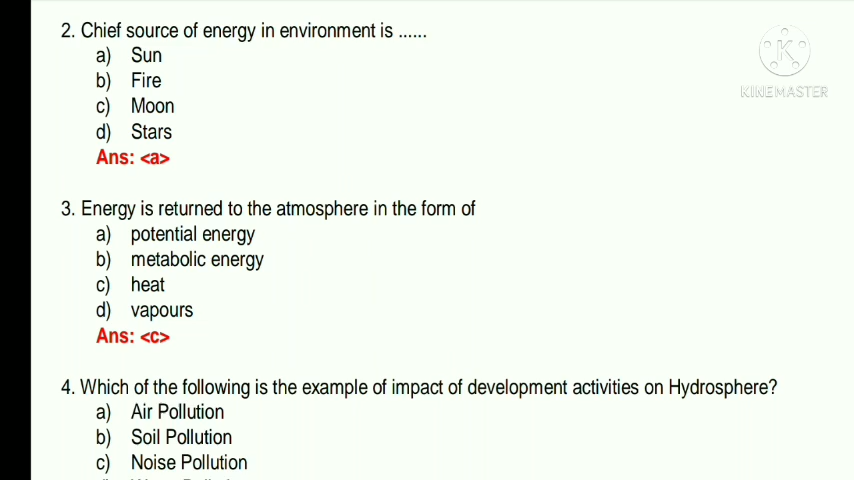 2. Chief source of energy in environment is ......
a) Sun
b) Fire
c) Moon
d) Stars
Ans: <a>
K
KINEMASTER
3. Energy is returned to the atmosphere in the form of
a) potential energy
b) metabolic energy
c) heat
d) vapours
Ans: <c>
4. Which of the following is the example of impact of development activities on Hydrosphere?
a) Air Pollution
b) Soil Pollution
c) Noise Pollution